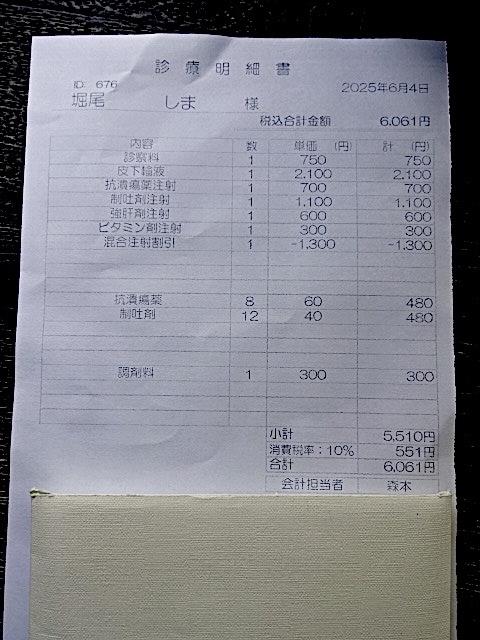 診療明細書
ID: 676
2025年6月4日
堀尾 しま 様
税込合計金額 6,061円
内容 数 単価 (円) 計 (円)
診察料 1 750 750
皮下輸液 1 2,100 2,100
抗潰瘍薬注射 1 700 700
制吐剤注射 1 1,100 1,100
強肝剤注射 1 600 600
ビタミン剤注射 1 300 300
混合注射割引 1 -1,300 -1,300
抗潰瘍薬 8 60 480
制吐剤 12 40 480
調剤料 1 300 300
小計 5,510円
消費税率：10% 551円
合計 6,061円
会計担当者 森本